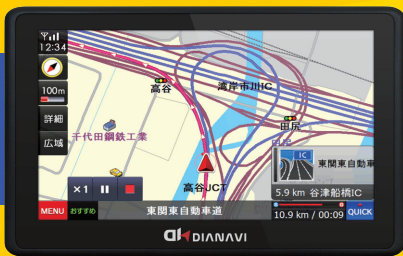 12:34
100m
詳細
広域
高谷
湾岸市川IC
田尻
千代田鋼鉄工業
高谷JCT
×1
IC
東関東自動車
5.9 km 谷津船橋IC
MENU
おすすめ
東関東自動車道
10.9 km / 00:09
QUICK
DIANAVI